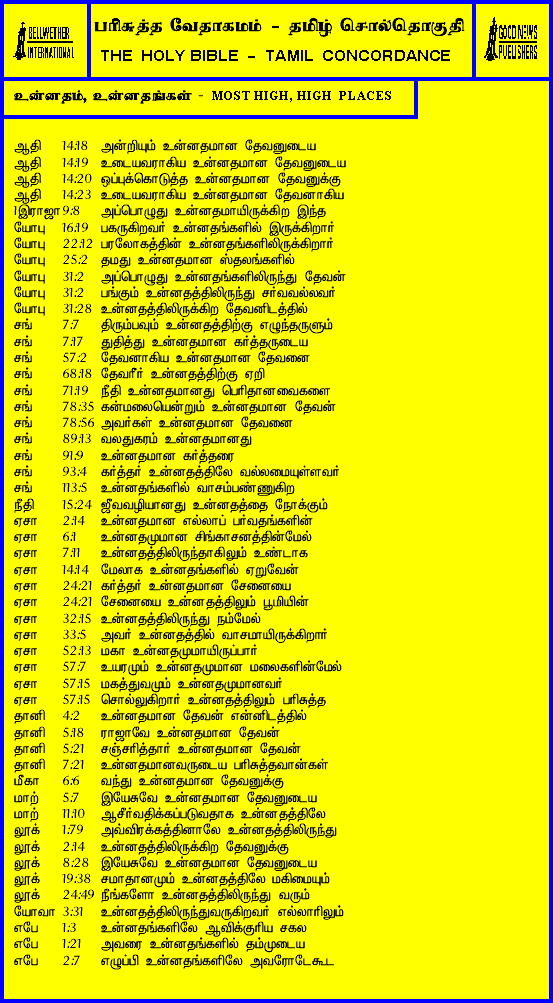 BELLWETHER
INTERNATIONAL
பரிசுத்த வேதாகமம் - தமிழ் சொல்தொகுதி
THE HOLY BIBLE - TAMIL CONCORDANCE
GOOD NEWS
PUBLISHERS
உன்னதம், உன்னதங்கள் - MOST HIGH, HIGH PLACES
ஆதி 14:18 அன்றியும் உன்னதமான தேவனுடைய
ஆதி 14:19 உடையவராகிய உன்னதமான தேவனுடைய
ஆதி 14:20 ஒப்புக்கொடுத்த உன்னதமான தேவனுக்கு
ஆதி 14:23 உடையவராகிய உன்னதமான தேவனாகிய
1இராஜா 9:8 அப்பொழுது உன்னதமாயிருக்கிற இந்த
யோபு 16:19 பகருகிறவர் உன்னதங்களில் இருக்கிறார்
யோபு 22:12 பரலோகத்தின் உன்னதங்களிலிருக்கிறார்
யோபு 25:2 தமது உன்னதமான ஸ்தலங்களில்
யோபு 31:2 அப்பொழுது உன்னதங்களிலிருந்து தேவன்
யோபு 31:2 பங்கும் உன்னதத்திலிருந்து சர்வவல்லவர்
யோபு 31:28 உன்னதத்திலிருக்கிற தேவனிடத்தில்
சங் 7:7 திரும்பவும் உன்னதத்திற்கு எழுந்தருளும்
சங் 7:17 துதித்து உன்னதமான கர்த்தருடைய
சங் 57:2 தேவனாகிய உன்னதமான தேவனை
சங் 68:18 தேவரீர் உன்னதத்திற்கு ஏறி
சங் 71:19 நீதி உன்னதமானது பெரிதானவைகளை
சங் 78:35 கன்மலையென்றும் உன்னதமான தேவன்
சங் 78:56 அவர்கள் உன்னதமான தேவனை
சங் 89:13 வலதுகரம் உன்னதமானது
சங் 91:9 உன்னதமான கர்த்தரை
சங் 93:4 கர்த்தர் உன்னதத்திலே வல்லமையுள்ளவர்
சங் 113:5 உன்னதங்களில் வாசம்பண்ணுகிற
நீதி 15:24 ஜீவவழியானது உன்னதத்தை நோக்கும்
ஏசா 2:14 உன்னதமான எல்லாப் பர்வதங்களின்
ஏசா 6:1 உன்னதமுமான சிங்காசனத்தின்மேல்
ஏசா 7:11 உன்னதத்திலிருந்தாகிலும் உண்டாக
ஏசா 14:14 மேலாக உன்னதங்களில் ஏறுவேன்
ஏசா 24:21 கர்த்தர் உன்னதமான சேனையை
ஏசா 24:21 சேனையை உன்னதத்திலும் பூமியின்
ஏசா 32:15 உன்னதத்திலிருந்து நம்மேல்
ஏசா 33:5 அவர் உன்னதத்தில் வாசமாயிருக்கிறார்
ஏசா 52:13 மகா உன்னதமுமாயிருப்பார்
ஏசா 57:7 உயரமும் உன்னதமுமான மலைகளின்மேல்
ஏசா 57:15 மகத்துவமும் உன்னதமுமானவர்
ஏசா 57:15 சொல்லுகிறார் உன்னதத்திலும் பரிசுத்த
தானி 4:2 உன்னதமான தேவன் என்னிடத்தில்
தானி 5:18 ராஜாவே உன்னதமான தேவன்
தானி 5:21 சஞ்சரித்தார் உன்னதமான தேவன்
தானி 7:21 உன்னதமானவருடைய பரிசுத்தவான்கள்
மீகா 6:6 வந்து உன்னதமான தேவனுக்கு
மாற் 5:7 இயேசுவே உன்னதமான தேவனுடைய
மாற் 11:10 ஆசீர்வதிக்கப்படுவதாக உன்னதத்திலே
லூக் 1:79 அவ்விரக்கத்தினாலே உன்னதத்திலிருந்து
லூக் 2:14 உன்னதத்திலிருக்கிற தேவனுக்கு
லூக் 8:28 இயேசுவே உன்னதமான தேவனுடைய
லூக் 19:38 சமாதானமும் உன்னதத்திலே மகிமையும்
லூக் 24:49 நீங்களோ உன்னதத்திலிருந்து வரும்
யோவா 3:31 உன்னதத்திலிருந்துவருகிறவர் எல்லாரிலும்
எபே 1:3 உன்னதங்களிலே ஆவிக்குரிய சகல
எபே 1:21 அவரை உன்னதங்களில் தம்முடைய
எபே 2:7 எழுப்பி உன்னதங்களிலே அவரோடேகூட